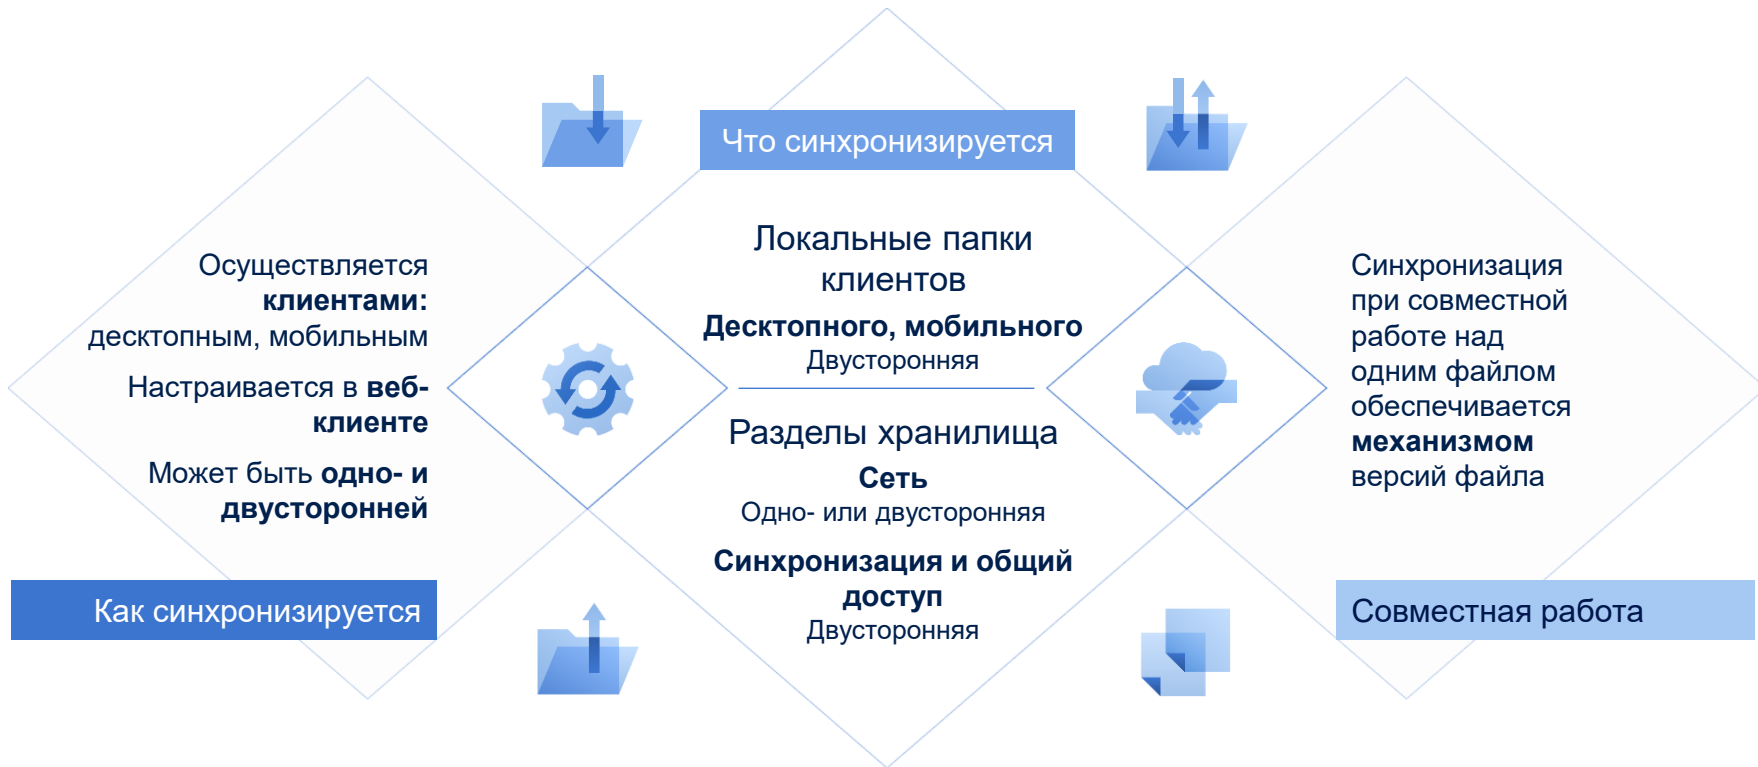 Что синхронизируется
Осуществляется
клиентами:
десктопным, мобильным
Настраивается в веб-
клиенте
Может быть одно- и
двусторонней
Как синхронизируется
Локальные папки
клиентов
Десктопного, мобильного
Двусторонняя
Разделы хранилища
Сеть
Одно- или двусторонняя
Синхронизация и общий
доступ
Двусторонняя
Синхронизация
при совместной
работе над
одним файлом
обеспечивается
механизмом
версий файла
Совместная работа